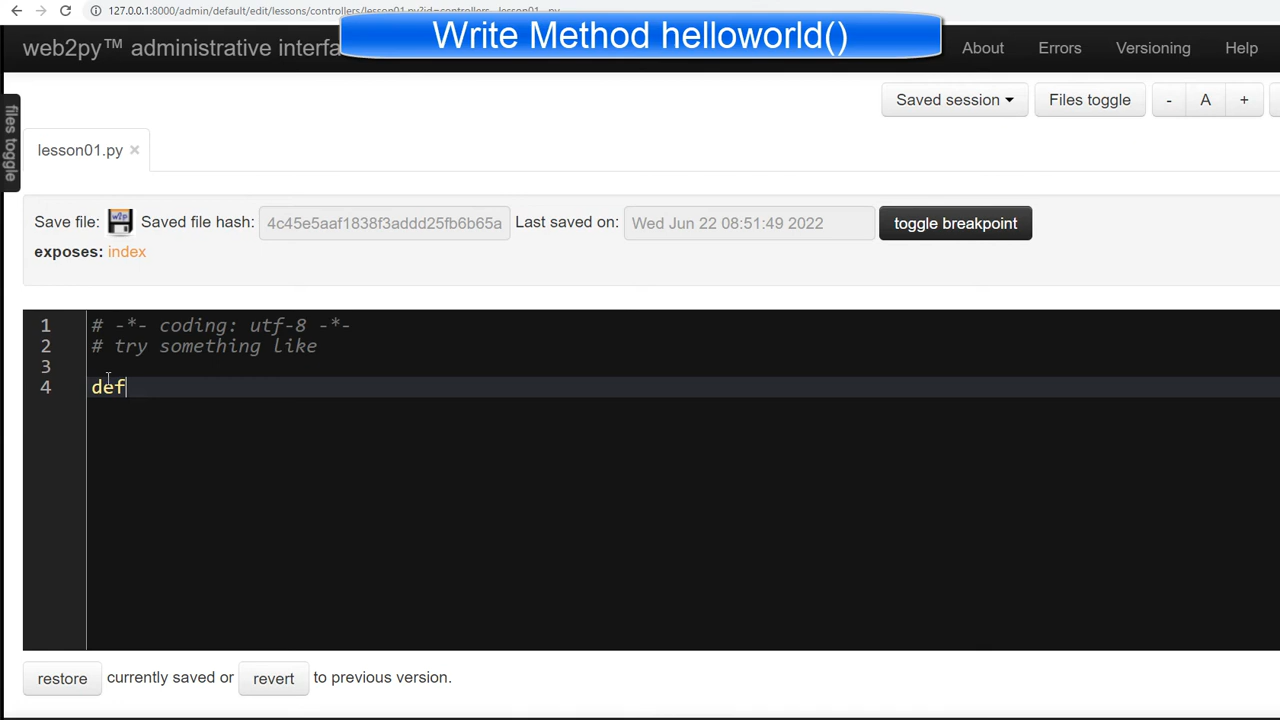 127.0.0.1:8000/admin/default/edit/lessons/controllers/lesson01.py?id=controllers__lesson01__py
Write Method helloworld()
web2py™ administrative interfa
About Errors Versioning Help
files toggle
Saved session Files toggle - A +
lesson01.py ×
Save file: w2p Saved file hash: 4c45e5aaf1838f3addd25fb6b65a Last saved on: Wed Jun 22 08:51:49 2022 toggle breakpoint
exposes: index
1 # -*- coding: utf-8 -*-
2 # try something like
3
4 def
restore currently saved or revert to previous version.